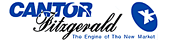 CANTOR
Fitzgerald
The Engine of The New Market